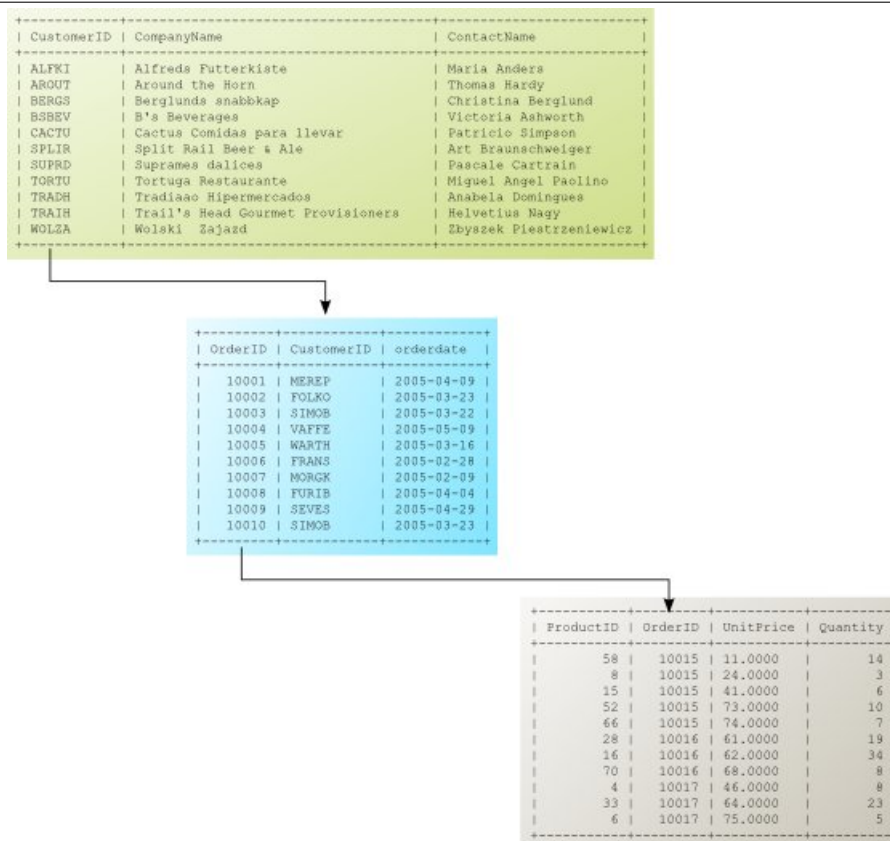 +------------+------------------------------------+-------------------------+
| CustomerID | CompanyName | ContactName |
+------------+------------------------------------+-------------------------+
| ALFKI | Alfreds Futterkiste | Maria Anders |
| AROUT | Around the Horn | Thomas Hardy |
| BERGS | Berglunds snabbkap | Christina Berglund |
| BSBEV | B's Beverages | Victoria Ashworth |
| CACTU | Cactus Comidas para llevar | Patricio Simpson |
| SPLIR | Split Rail Beer & Ale | Art Braunschweiger |
| SUPRD | Suprames dalices | Pascale Cartrain |
| TORTU | Tortuga Restaurante | Miguel Angel Paolino |
| TRADH | Tradiaao Hipermercados | Anabela Domingues |
| TRAIH | Trail's Head Gourmet Provisioners | Helvetius Nagy |
| WOLZA | Wolski Zajazd | Zbyszek Piestrzeniewicz |
+------------+------------------------------------+-------------------------+
+---------+------------+------------+
| OrderID | CustomerID | orderdate |
+---------+------------+------------+
| 10001 | MEREP | 2005-04-09 |
| 10002 | FOLKO | 2005-03-23 |
| 10003 | SIMOB | 2005-03-22 |
| 10004 | VAFFE | 2005-05-09 |
| 10005 | WARTH | 2005-03-16 |
| 10006 | FRANS | 2005-02-28 |
| 10007 | MORGK | 2005-02-09 |
| 10008 | FURIB | 2005-04-04 |
| 10009 | SEVES | 2005-04-29 |
| 10010 | SIMOB | 2005-03-23 |
+---------+------------+------------+
+-----------+---------+-----------+---------
| ProductID | OrderID | UnitPrice | Quantity
+-----------+---------+-----------+---------
| 58 | 10015 | 11.0000 | 14
| 8 | 10015 | 24.0000 | 3
| 15 | 10015 | 41.0000 | 6
| 52 | 10015 | 73.0000 | 10
| 66 | 10015 | 74.0000 | 7
| 28 | 10016 | 61.0000 | 19
| 16 | 10016 | 62.0000 | 34
| 70 | 10016 | 68.0000 | 8
| 4 | 10017 | 46.0000 | 8
| 33 | 10017 | 64.0000 | 23
| 6 | 10017 | 75.0000 | 5
+-----------+---------+-----------+---------